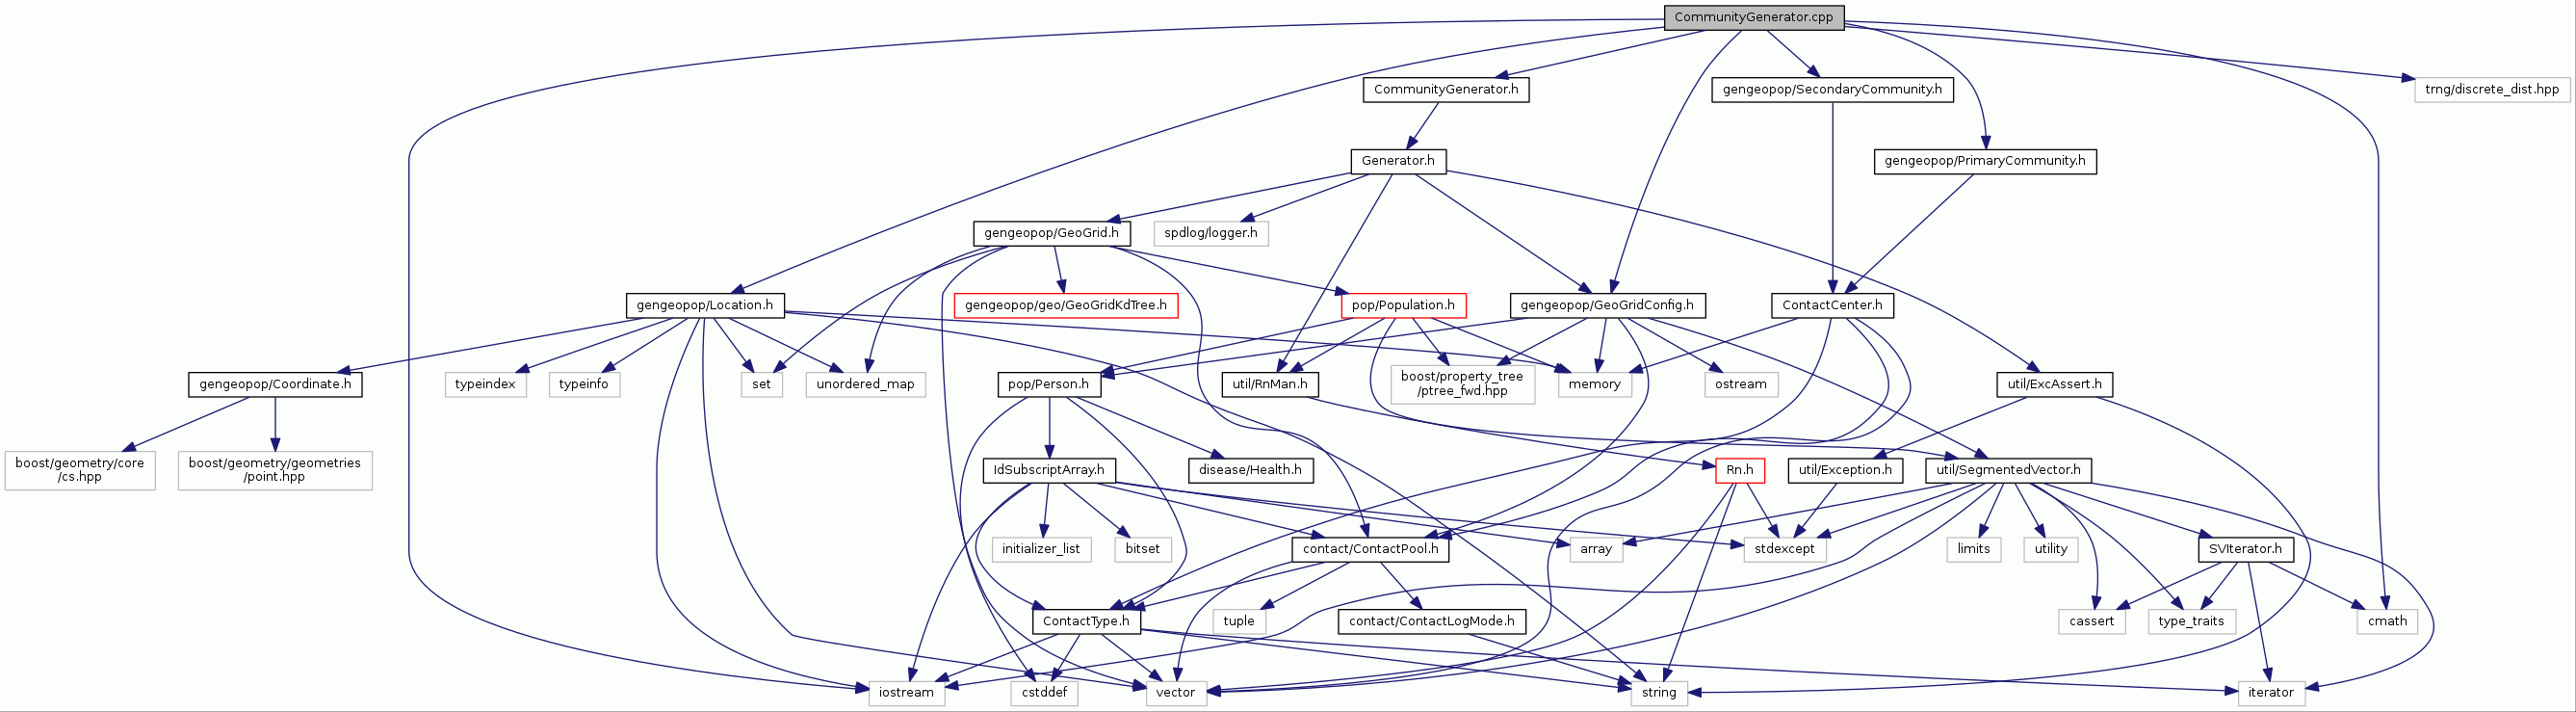 CommunityGenerator.cpp
CommunityGenerator.h
gengeopop/SecondaryCommunity.h
trng/discrete_dist.hpp
Generator.h
gengeopop/PrimaryCommunity.h
gengeopop/GeoGrid.h
spdlog/logger.h
gengeopop/Location.h
gengeopop/geo/GeoGridKdTree.h
pop/Population.h
gengeopop/GeoGridConfig.h
ContactCenter.h
gengeopop/Coordinate.h
typeindex
typeinfo
set
unordered_map
pop/Person.h
util/RnMan.h
boost/property_tree
/ptree_fwd.hpp
memory
ostream
util/ExcAssert.h
boost/geometry/core
/cs.hpp
boost/geometry/geometries
/point.hpp
IdSubscriptArray.h
disease/Health.h
Rn.h
util/Exception.h
util/SegmentedVector.h
initializer_list
bitset
contact/ContactPool.h
array
stdexcept
limits
utility
SVIterator.h
ContactType.h
tuple
contact/ContactLogMode.h
cassert
type_traits
cmath
iostream
cstddef
vector
string
iterator